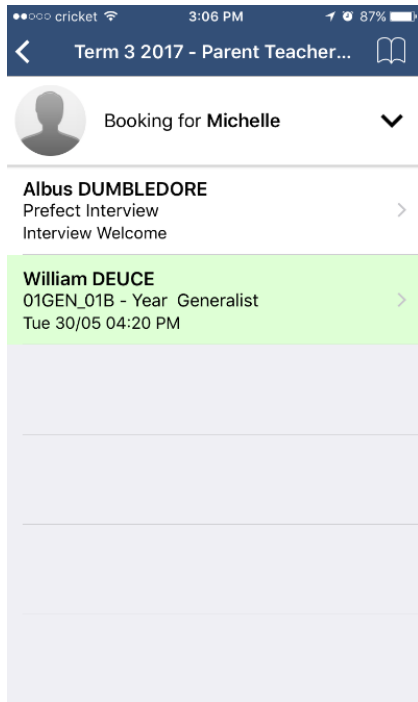 cricket 3:06 PM 87%
Term 3 2017 - Parent Teacher...
Booking for Michelle
Albus DUMBLEDORE
Prefect Interview
Interview Welcome
William DEUCE
01GEN_01B - Year  Generalist
Tue 30/05 04:20 PM